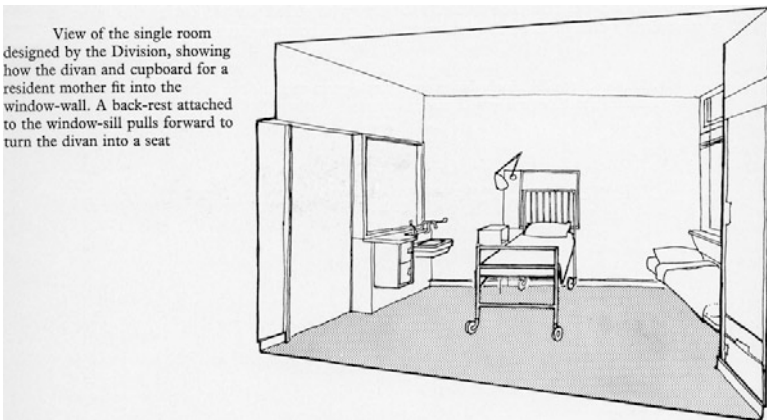 View of the single room
designed by the Division, showing
how the divan and cupboard for a
resident mother fit into the
window-wall. A back-rest attached
to the window-sill pulls forward to
turn the divan into a seat